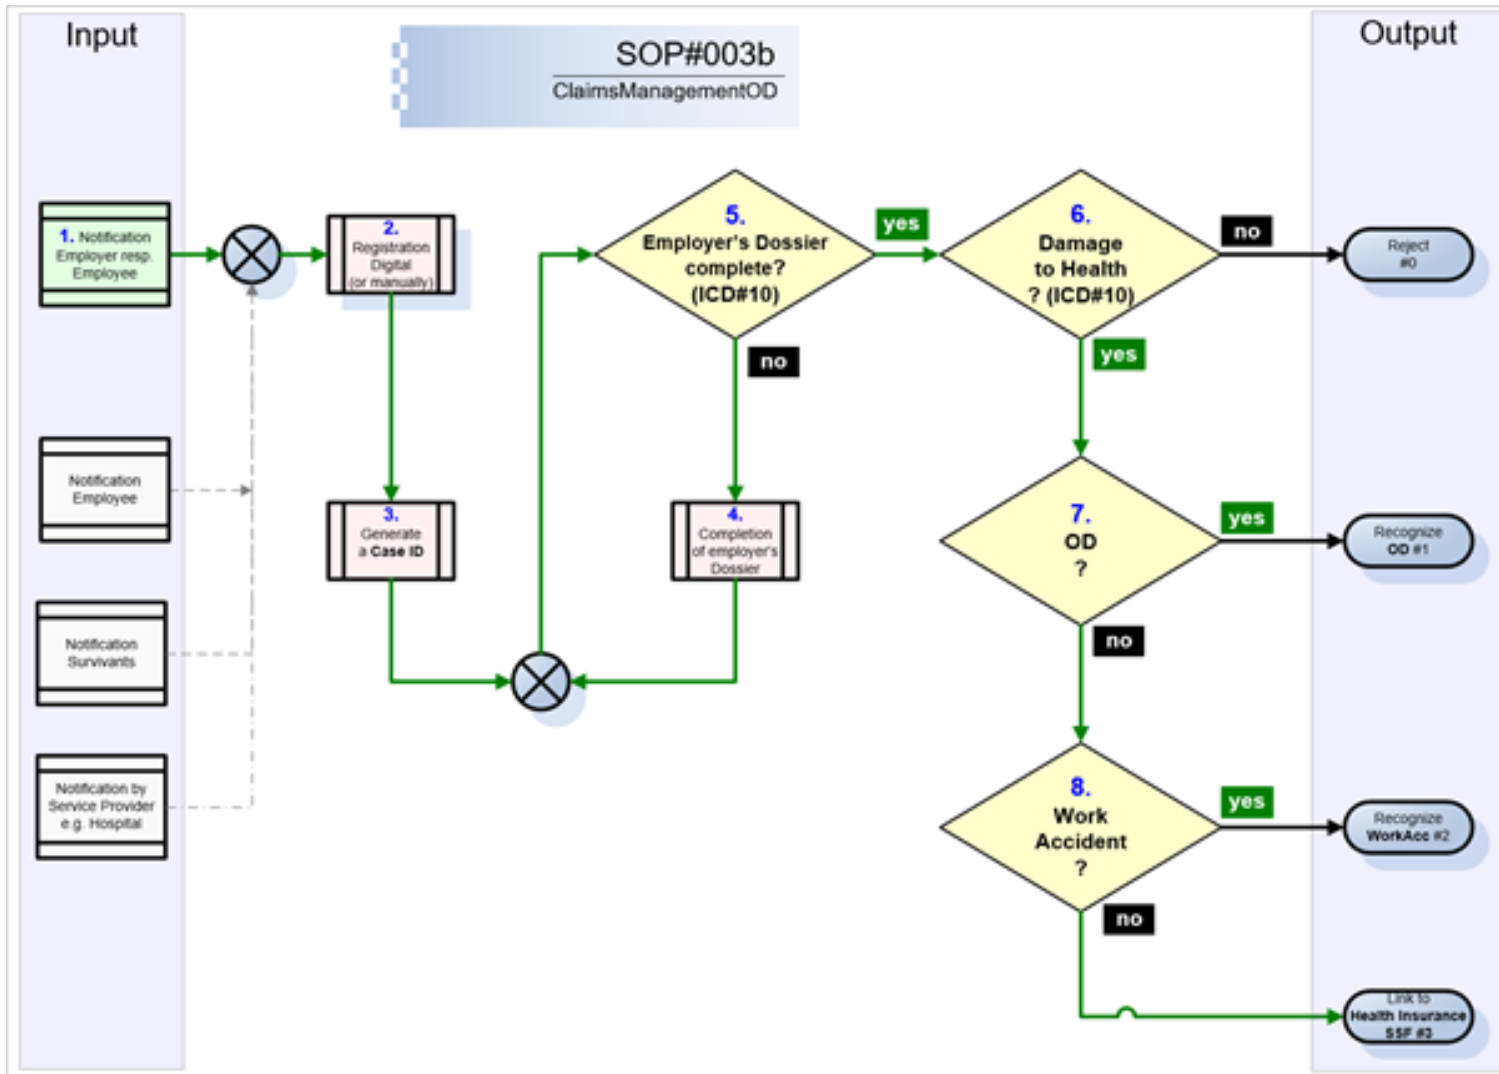 Input
SOP#003b
ClaimsManagementOD
Output
1. Notification
Employer resp.
Employee
2.
Registration
Digital
(or manually)
5.
Employer's Dossier
complete?
(ICD#10)
yes
6.
Damage
to Health
? (ICD#10)
no
Reject
#0
no
yes
Notification
Employee
3.
Generate
a Case ID
4.
Completion
of employer's
Dossier
7.
OD
?
yes
Recognize
OD #1
no
Notification
Survivants
Notification by
Service Provider
e.g. Hospital
8.
Work
Accident
?
yes
Recognize
WorkAcc #2
no
Link to
Health Insurance
SSF #3